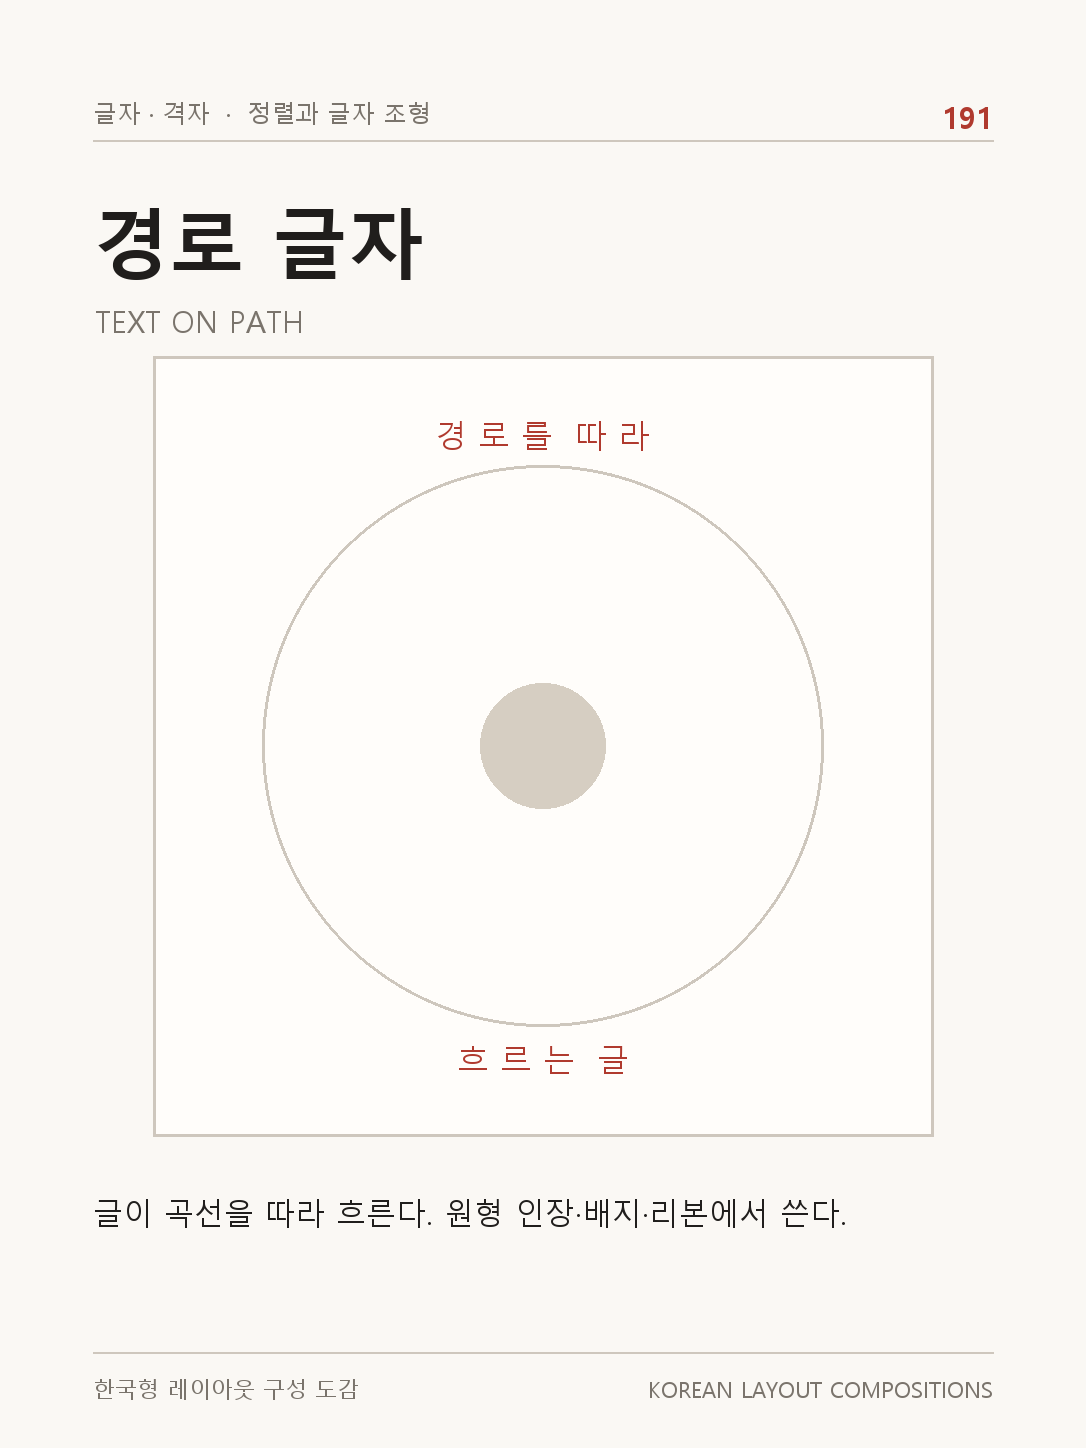 글자 · 격자 · 정렬과 글자 조형
191
경로 글자
TEXT ON PATH
경로를 따라
흐르는 글
글이 곡선을 따라 흐른다. 원형 인장·배지·리본에서 쓴다.
한국형 레이아웃 구성 도감
KOREAN LAYOUT COMPOSITIONS